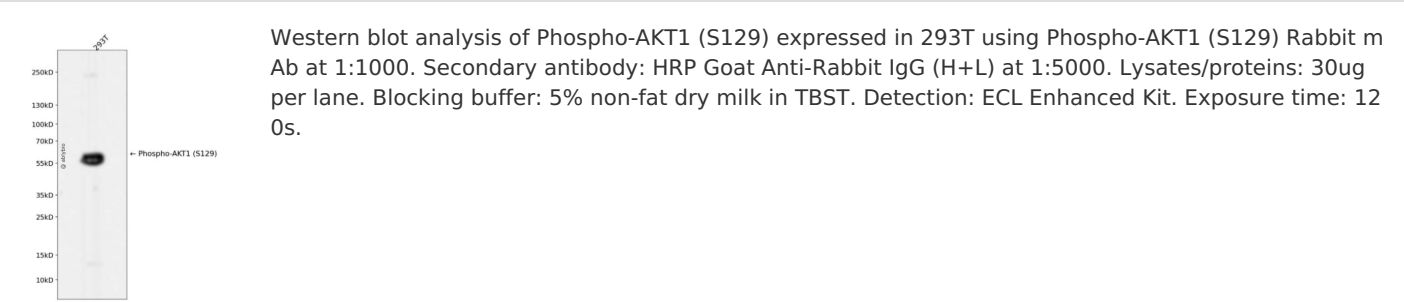 293T
250kD
130kD
100kD
70kD
55kD
35kD
25kD
15kD
10kD
← Phospho-AKT1 (S129)
Western blot analysis of Phospho-AKT1 (S129) expressed in 293T using Phospho-AKT1 (S129) Rabbit m
Ab at 1:1000. Secondary antibody: HRP Goat Anti-Rabbit IgG (H+L) at 1:5000. Lysates/proteins: 30ug
per lane. Blocking buffer: 5% non-fat dry milk in TBST. Detection: ECL Enhanced Kit. Exposure time: 12
0s.